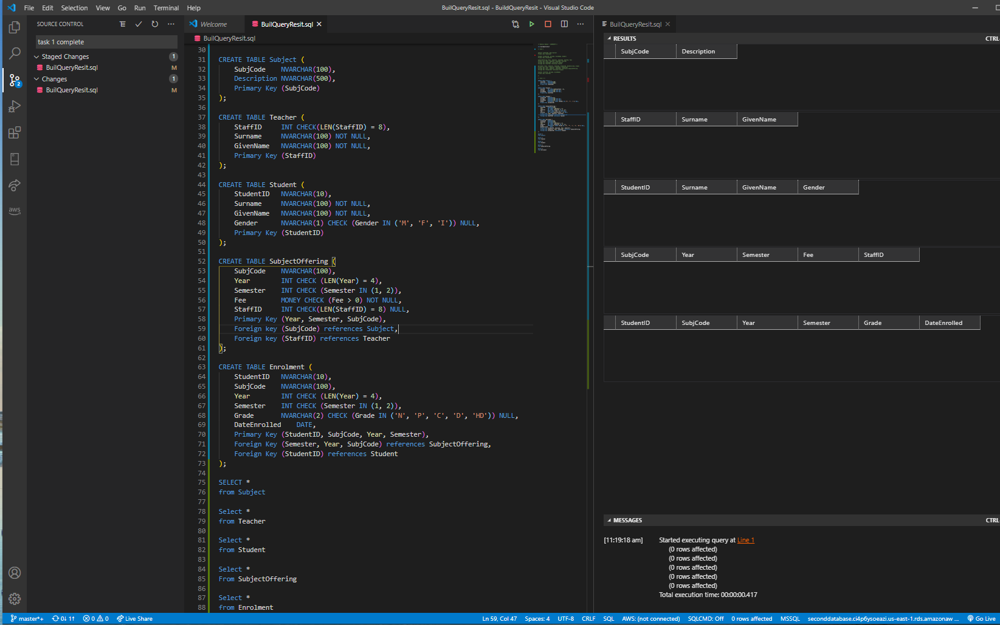 File Edit Selection View Go Run Terminal Help
BuilQueryResit.sql - BuildQueryResit - Visual Studio Code
SOURCE CONTROL
task 1 complete
Staged Changes 1
BuilQueryResit.sql M
Changes 1
BuilQueryResit.sql M
2
aws
Welcome
BuilQueryResit.sql
BuilQueryResit.sql
30
31 CREATE TABLE Subject (
32 SubjCode NVARCHAR(100),
33 Description NVARCHAR(500),
34 Primary Key (SubjCode)
35 );
36
37 CREATE TABLE Teacher (
38 StaffID INT CHECK(LEN(StaffID) = 8),
39 Surname NVARCHAR(100) NOT NULL,
40 GivenName NVARCHAR(100) NOT NULL,
41 Primary Key (StaffID)
42 );
43
44 CREATE TABLE Student (
45 StudentID NVARCHAR(10),
46 Surname NVARCHAR(100) NOT NULL,
47 GivenName NVARCHAR(100) NOT NULL,
48 Gender NVARCHAR(1) CHECK (Gender IN ('M', 'F', 'I')) NULL,
49 Primary Key (StudentID)
50 );
51
52 CREATE TABLE SubjectOffering (
53 SubjCode NVARCHAR(100),
54 Year INT CHECK (LEN(Year) = 4),
55 Semester INT CHECK (Semester IN (1, 2)),
56 Fee MONEY CHECK (Fee > 0) NOT NULL,
57 StaffID INT CHECK(LEN(StaffID) = 8) NULL,
58 Primary Key (Year, Semester, SubjCode),
59 Foreign key (SubjCode) references Subject,
60 Foreign key (StaffID) references Teacher
61 );
62
63 CREATE TABLE Enrolment (
64 StudentID NVARCHAR(10),
65 SubjCode NVARCHAR(100),
66 Year INT CHECK (LEN(Year) = 4),
67 Semester INT CHECK (Semester IN (1, 2)),
68 Grade NVARCHAR(2) CHECK (Grade IN ('N', 'P', 'C', 'D', 'HD')) NULL,
69 DateEnrolled DATE,
70 Primary Key (StudentID, SubjCode, Year, Semester),
71 Foreign Key (Semester, Year, SubjCode) references SubjectOffering,
72 Foreign Key (StudentID) references Student
73 );
74
75 SELECT *
76 from Subject
77
78 Select *
79 from Teacher
80
81 Select *
82 from Student
83
84 Select *
85 From SubjectOffering
86
87 Select *
88 from Enrolment
BuilQueryResit.sql
RESULTS CTRL
SubjCode Description
StaffID Surname GivenName
StudentID Surname GivenName Gender
SubjCode Year Semester Fee StaffID
StudentID SubjCode Year Semester Grade DateEnrolled
MESSAGES CTRL
[11:19:18 am] Started executing query at Line 1
(0 rows affected)
(0 rows affected)
(0 rows affected)
(0 rows affected)
(0 rows affected)
Total execution time: 00:00:00.417
master*+ 0↓ 1↑ 0 0 Live Share Ln 59, Col 47 Spaces: 4 UTF-8 CRLF SQL AWS: (not connected) SQLCMD: Off 0 rows affected MSSQL seconddatabase.ci4p6ysoeazi.us-east-1.rds.amazonaw ... Go Live